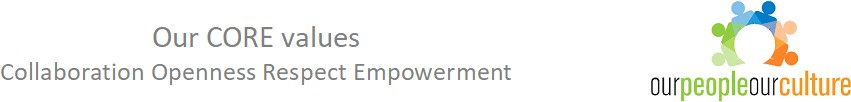 Our CORE values
Collaboration Openness Respect Empowerment
ourpeopleourculture